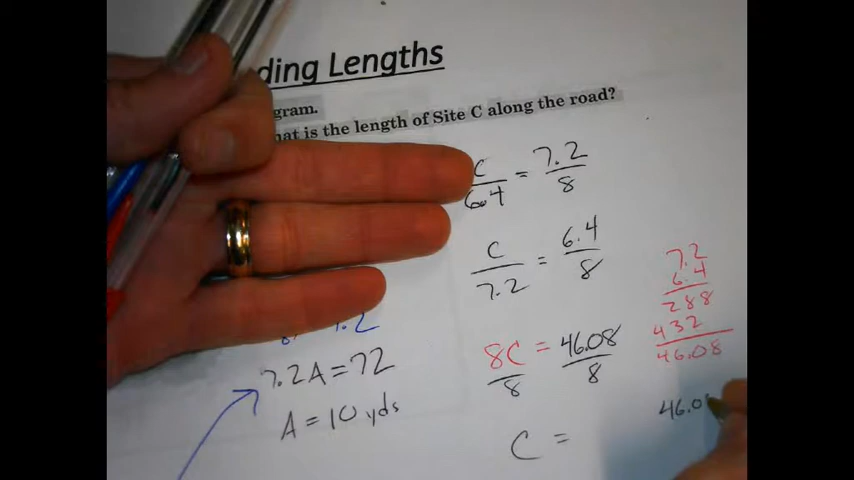 ding Lengths
gram.
hat is the length of Site C along the road?
C/6.4 = 7.2/8
C/7.2 = 6.4/8
7.2
6.4
288
432
46.08
8C/8 = 46.08/8
7.2A = 72
A = 10 yds
C =
46.0